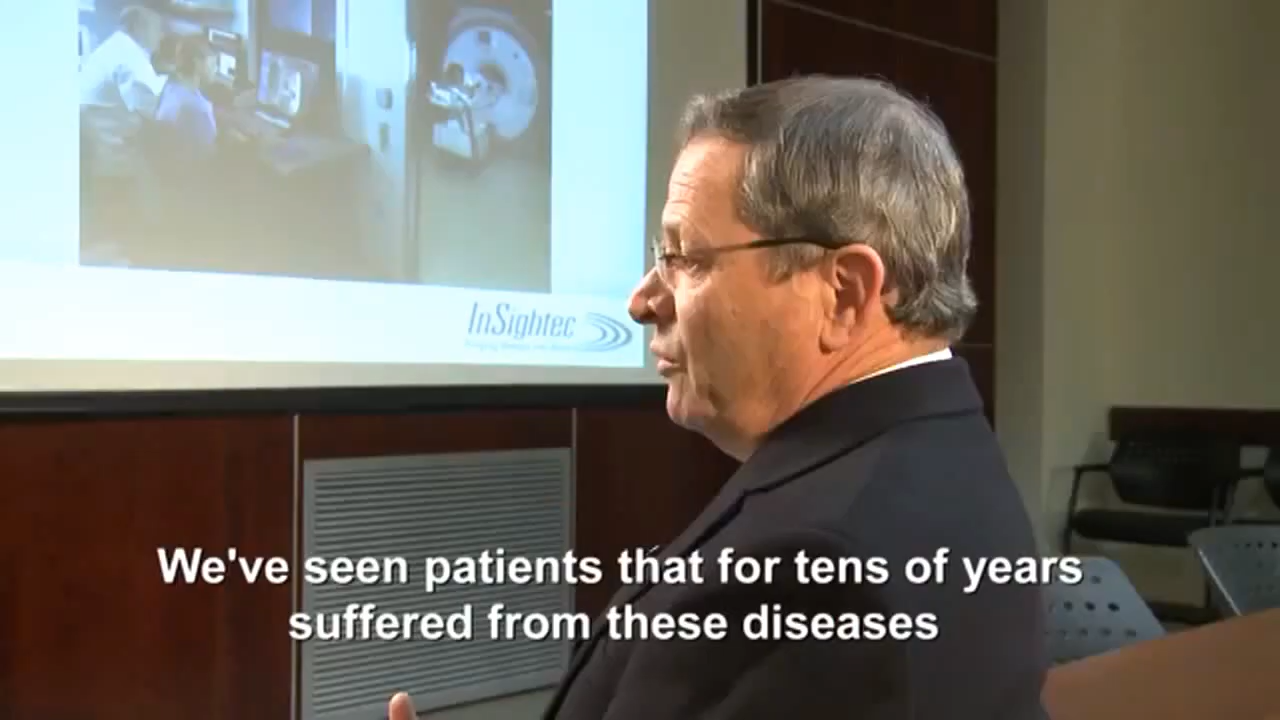 InSightec
We've seen patients that for tens of years
suffered from these diseases